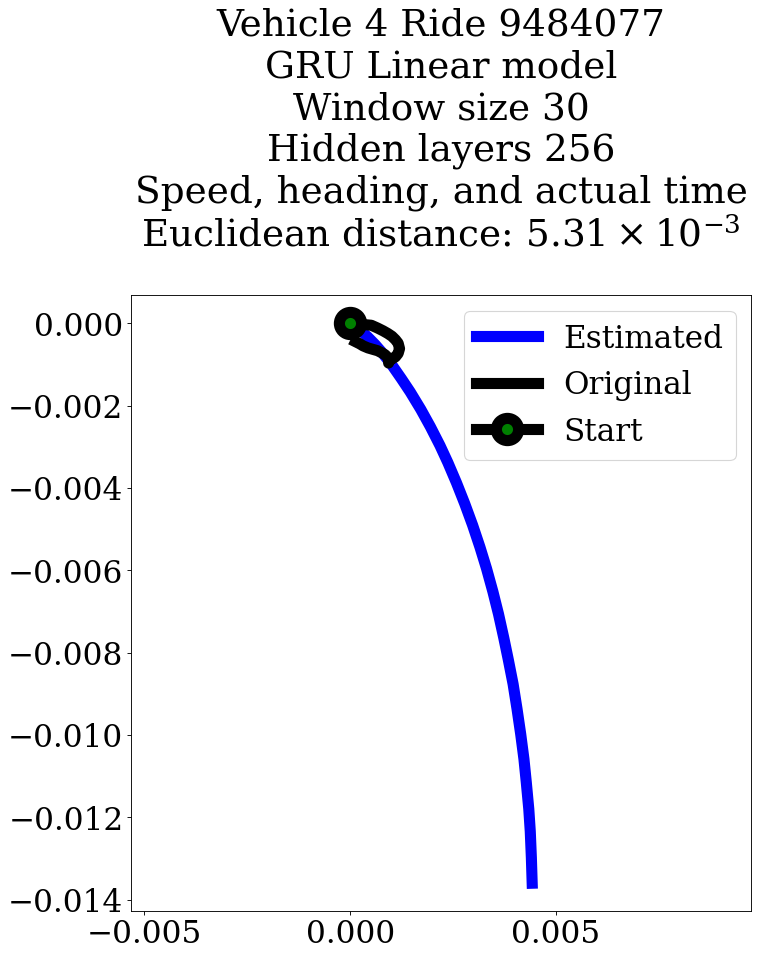 Vehicle 4 Ride 9484077
GRU Linear model
Window size 30
Hidden layers 256
Speed, heading, and actual time
Euclidean distance: 5.31 × 10⁻³
Estimated
Original
Start
0.000
−0.002
−0.004
−0.006
−0.008
−0.010
−0.012
−0.014
−0.005 0.000 0.005